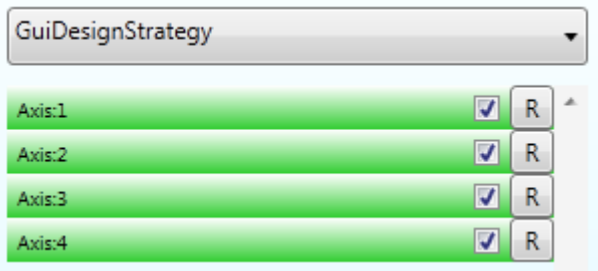 GuiDesignStrategy
Axis:1 R
Axis:2 R
Axis:3 R
Axis:4 R